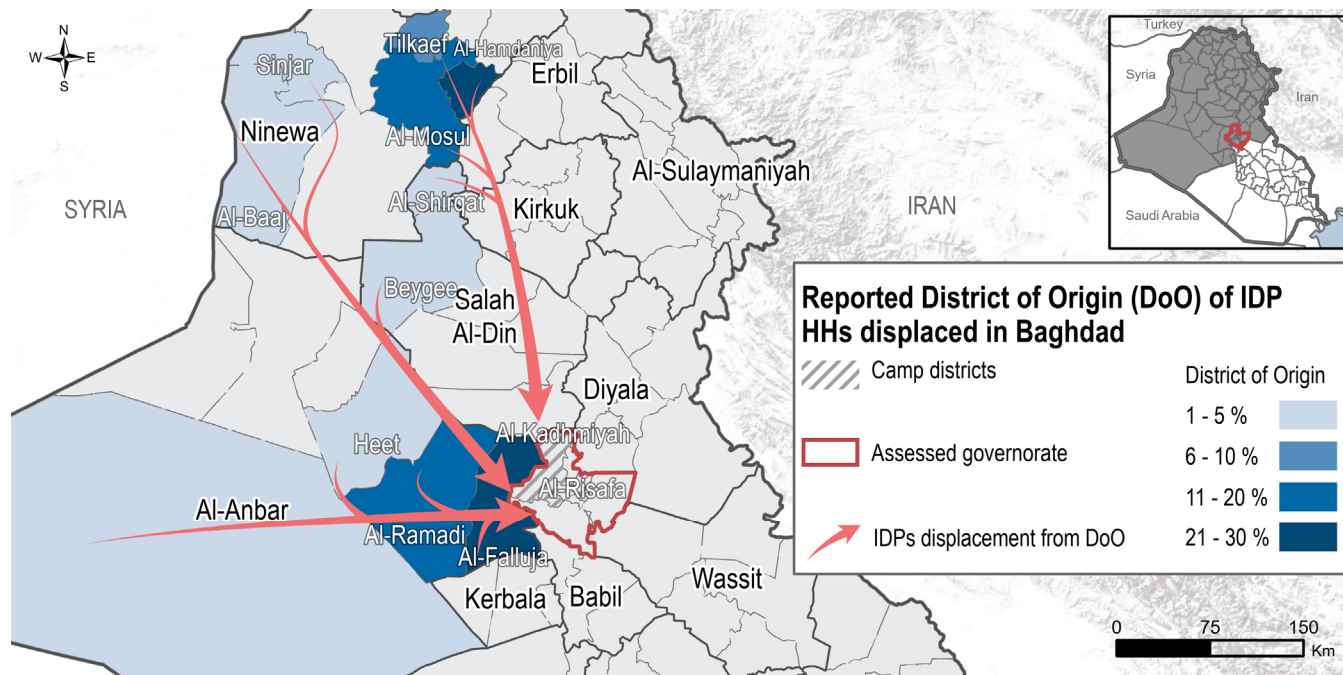 N
W E
S
Tilkaef
Al-Hamdaniya
Sinjar
Erbil
Ninewa
Al-Mosul
Al-Sulaymaniyah
Al-Shirqat
SYRIA
Kirkuk
IRAN
Al-Baaj
Beygee
Salah
Al-Din
Diyala
Al-Kadhmiyah
Heet
Al-Risafa
Al-Anbar
Al-Ramadi
Al-Falluja
Wassit
Kerbala
Babil
Turkey
Syria
Iran
Saudi Arabia
Reported District of Origin (DoO) of IDP
HHs displaced in Baghdad
Camp districts
Assessed governorate
IDPs displacement from DoO
District of Origin
1 - 5 %
6 - 10 %
11 - 20 %
21 - 30 %
0 75 150
Km